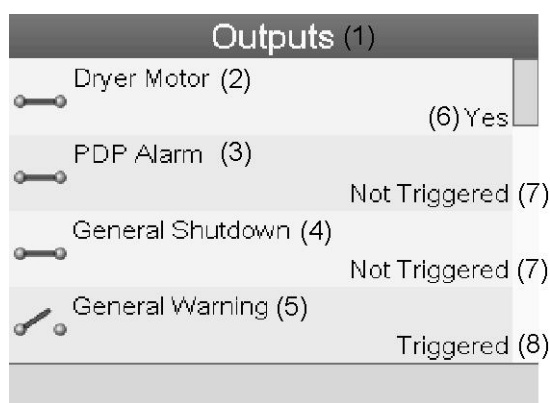 Outputs (1)
Dryer Motor (2)
(6) Yes
PDP Alarm (3)
Not Triggered (7)
General Shutdown (4)
Not Triggered (7)
General Warning (5)
Triggered (8)